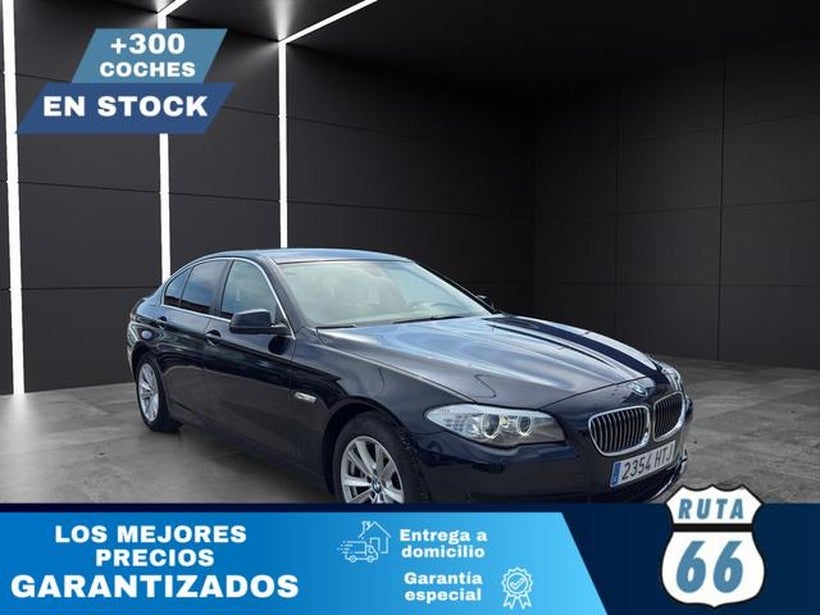 +300
COCHES
EN STOCK
2354 HTJ
LOS MEJORES
PRECIOS
GARANTIZADOS
Entrega a
domicilio
Garantía
especial
RUTA
66